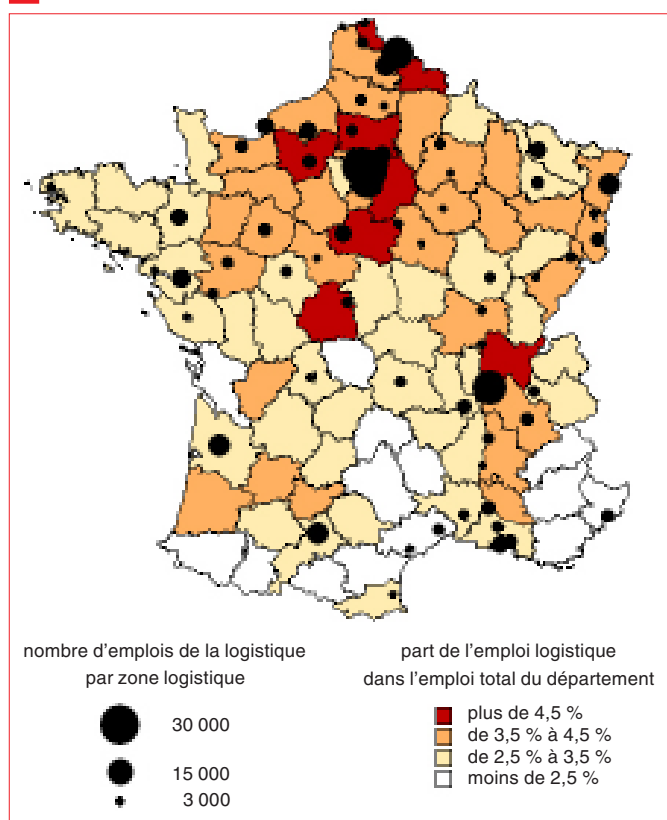 nombre d'emplois de la logistique
par zone logistique
30 000
15 000
3 000
part de l'emploi logistique
dans l'emploi total du département
plus de 4,5 %
de 3,5 % à 4,5 %
de 2,5 % à 3,5 %
moins de 2,5 %